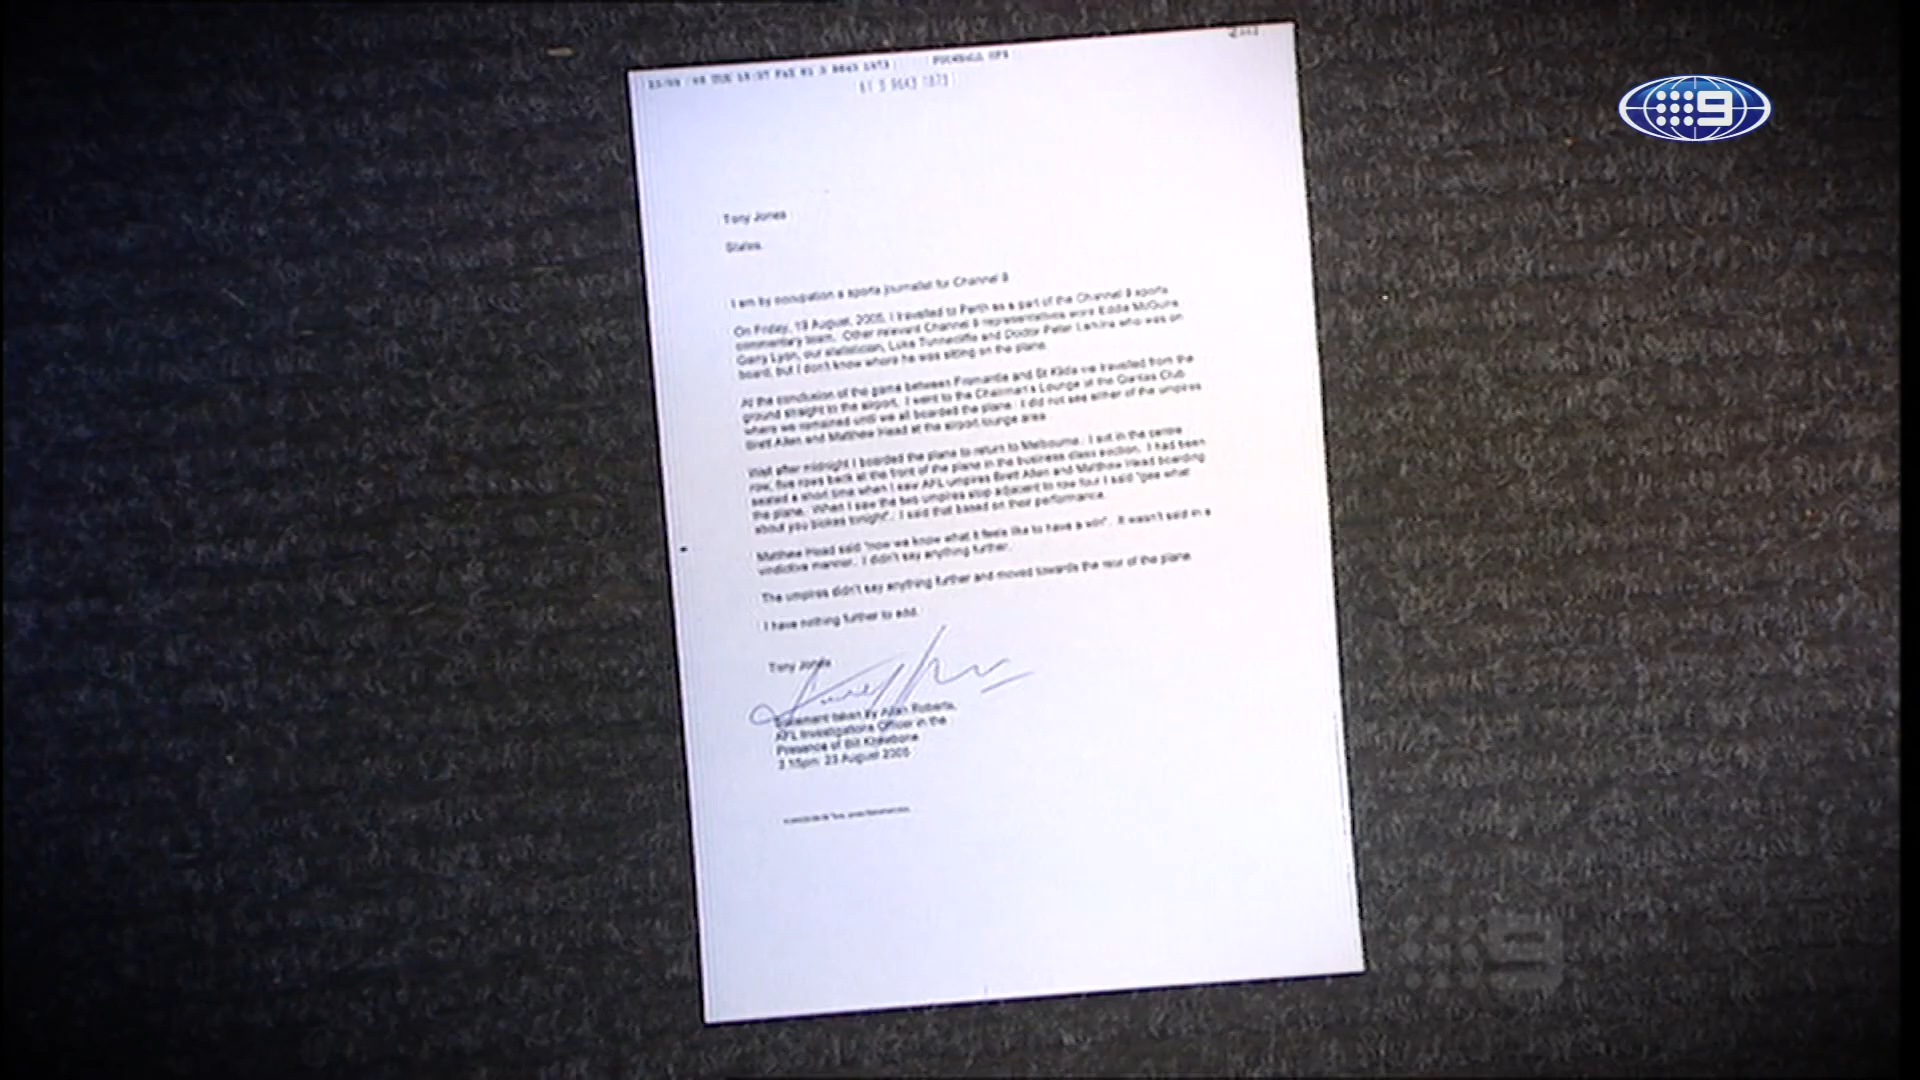 61 3 9643 1873
9
Tony Jones
States.
I am by occupation a sports journalist for Channel 9
On Friday, 19 August, 2005, I travelled to Perth as a part of the Channel 9 sports
commentary team. Other relevant Channel 9 representatives were Eddie McGuire
Garry Lyon, our statistician, Luke Tunnecliffe and Doctor Peter Larkins who was on
board, but I don't know where he was sitting on the plane.
At the conclusion of the game between Fremantle and St Kilda we travelled from the
ground straight to the airport. I went to the Chairman's Lounge at the Qantas Club
where we remained until we all boarded the plane. I did not see either of the umpires
Brett Allen and Matthew Head at the airport lounge area.
Well after midnight I boarded the plane to return to Melbourne. I sat in the centre
row, five rows back at the front of the plane in the business class section. I had been
seated a short time when I saw AFL umpires Brett Allen and Matthew Head boarding
the plane. When I saw the two umpires stop adjacent to row four I said "gee what
about you blokes tonight". I said that based on their performance.
Matthew Head said "now we know what it feels like to have a win". It wasn't said in a
vindictive manner. I didn't say anything further.
The umpires didn't say anything further and moved towards the rear of the plane.
I have nothing further to add.
Tony Jones
Statement taken by Allan Roberts,
AFL Investigations Officer in the
Presence of Bill
3.15pm: 23 August 2005
9